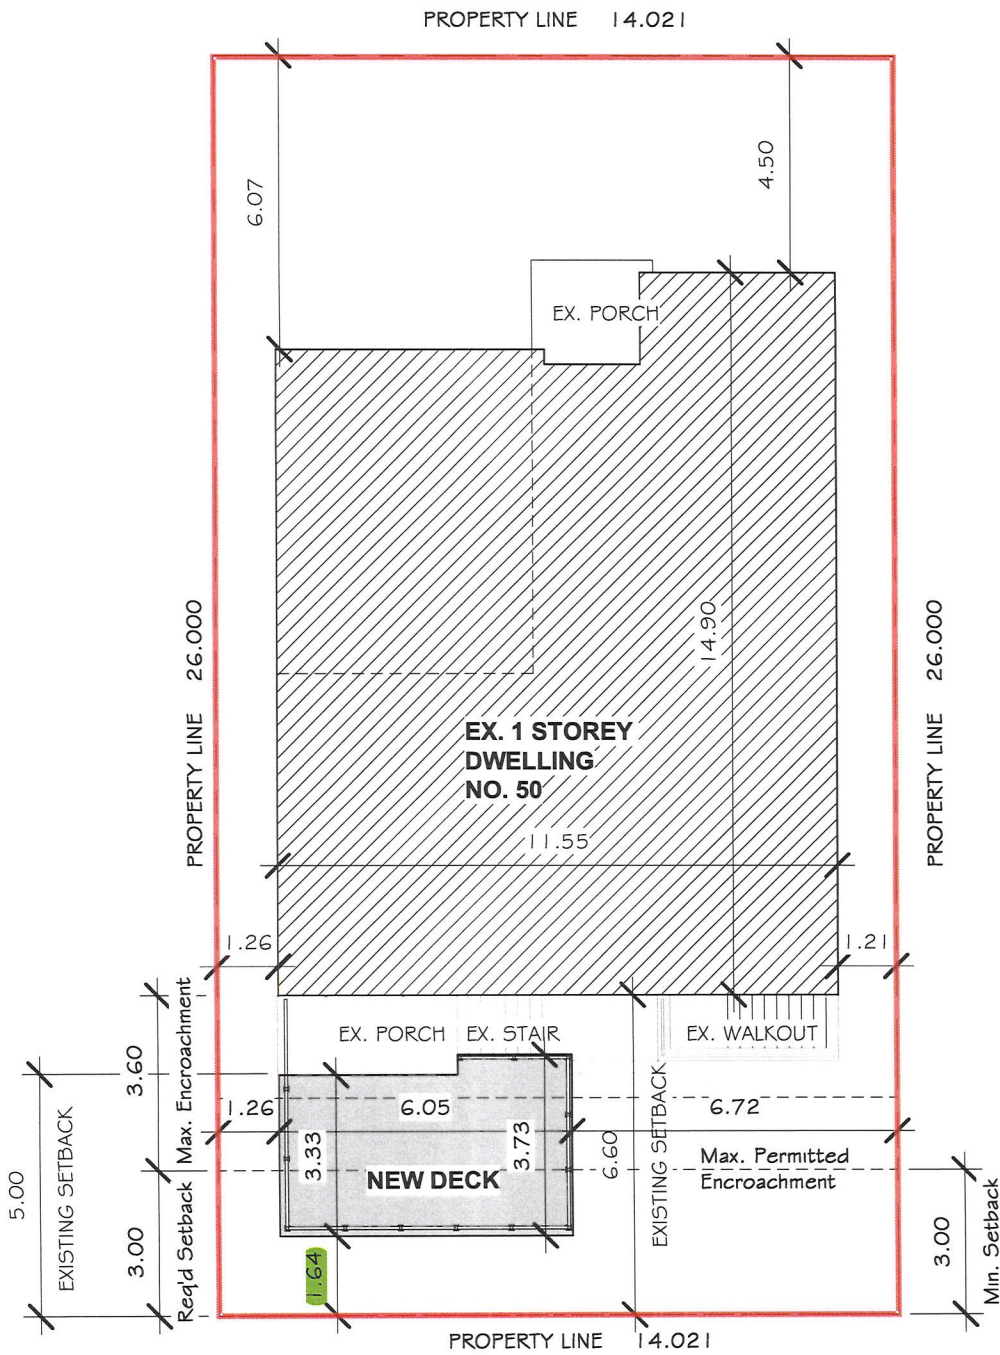 PROPERTY LINE 14.021
6.07
4.50
EX. PORCH
PROPERTY LINE 26.000
14.90
PROPERTY LINE 26.000
EX. 1 STOREY
DWELLING
NO. 50
11.55
1.26
1.21
EX. PORCH
EX. STAIR
EX. WALKOUT
3.60
Max. Encroachment
1.26
6.05
6.72
5.00
EXISTING SETBACK
3.33
3.73
6.60
EXISTING SETBACK
NEW DECK
Max. Permitted
Encroachment
3.00
Req'd Setback
1.64
3.00
Min. Setback
PROPERTY LINE 14.021